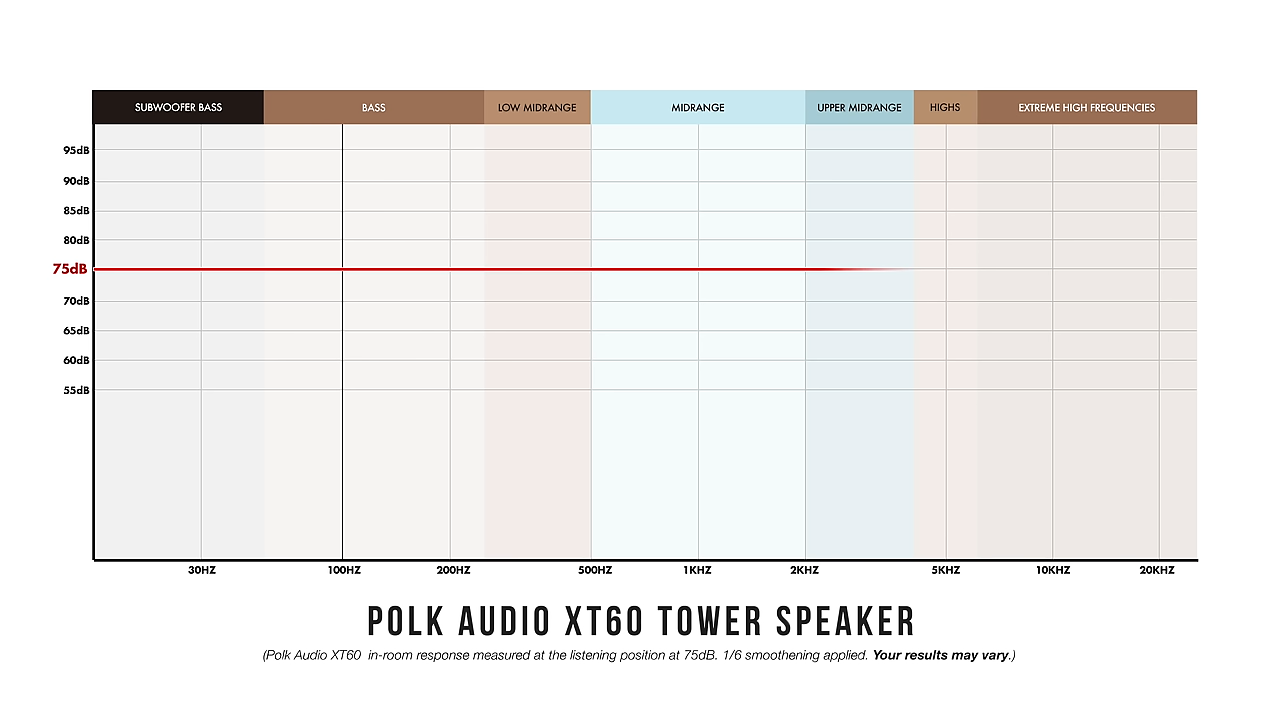 SUBWOOFER BASS BASS LOW MIDRANGE MIDRANGE UPPER MIDRANGE HIGHS EXTREME HIGH FREQUENCIES
95dB
90dB
85dB
80dB
75dB
70dB
65dB
60dB
55dB
30HZ 100HZ 200HZ 500HZ 1KHZ 2KHZ 5KHZ 10KHZ 20KHZ
POLK AUDIO XT60 TOWER SPEAKER
(Polk Audio XT60 in-room response measured at the listening position at 75dB. 1/6 smoothening applied. Your results may vary.)